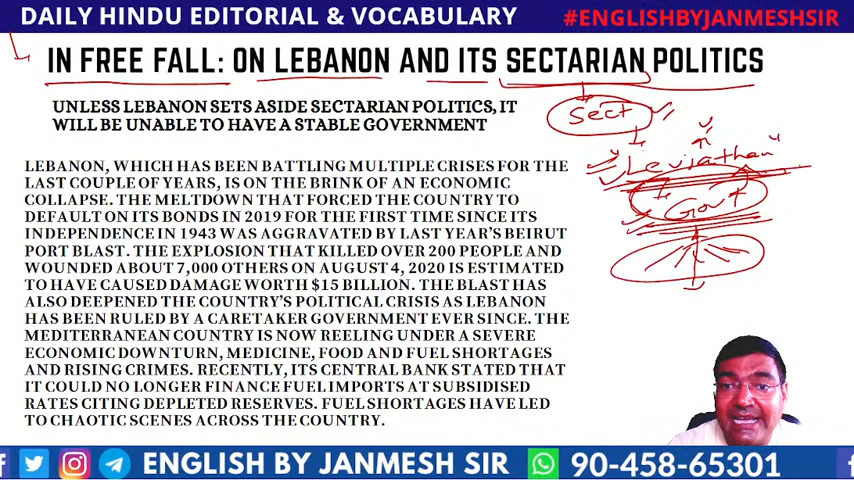 DAILY HINDU EDITORIAL & VOCABULARY
#ENGLISHBYJANMESHSIR
IN FREE FALL: ON LEBANON AND ITS SECTARIAN POLITICS
UNLESS LEBANON SETS ASIDE SECTARIAN POLITICS, IT
WILL BE UNABLE TO HAVE A STABLE GOVERNMENT
Sect
"Leviathan"
Govt
LEBANON, WHICH HAS BEEN BATTLING MULTIPLE CRISES FOR THE
LAST COUPLE OF YEARS, IS ON THE BRINK OF AN ECONOMIC
COLLAPSE. THE MELTDOWN THAT FORCED THE COUNTRY TO
DEFAULT ON ITS BONDS IN 2019 FOR THE FIRST TIME SINCE ITS
INDEPENDENCE IN 1943 WAS AGGRAVATED BY LAST YEAR'S BEIRUT
PORT BLAST. THE EXPLOSION THAT KILLED OVER 200 PEOPLE AND
WOUNDED ABOUT 7,000 OTHERS ON AUGUST 4, 2020 IS ESTIMATED
TO HAVE CAUSED DAMAGE WORTH $15 BILLION. THE BLAST HAS
ALSO DEEPENED THE COUNTRY'S POLITICAL CRISIS AS LEBANON
HAS BEEN RULED BY A CARETAKER GOVERNMENT EVER SINCE. THE
MEDITERRANEAN COUNTRY IS NOW REELING UNDER A SEVERE
ECONOMIC DOWNTURN, MEDICINE, FOOD AND FUEL SHORTAGES
AND RISING CRIMES. RECENTLY, ITS CENTRAL BANK STATED THAT
IT COULD NO LONGER FINANCE FUEL IMPORTS AT SUBSIDISED
RATES CITING DEPLETED RESERVES. FUEL SHORTAGES HAVE LED
TO CHAOTIC SCENES ACROSS THE COUNTRY.
ENGLISH BY JANMESH SIR
90-458-65301